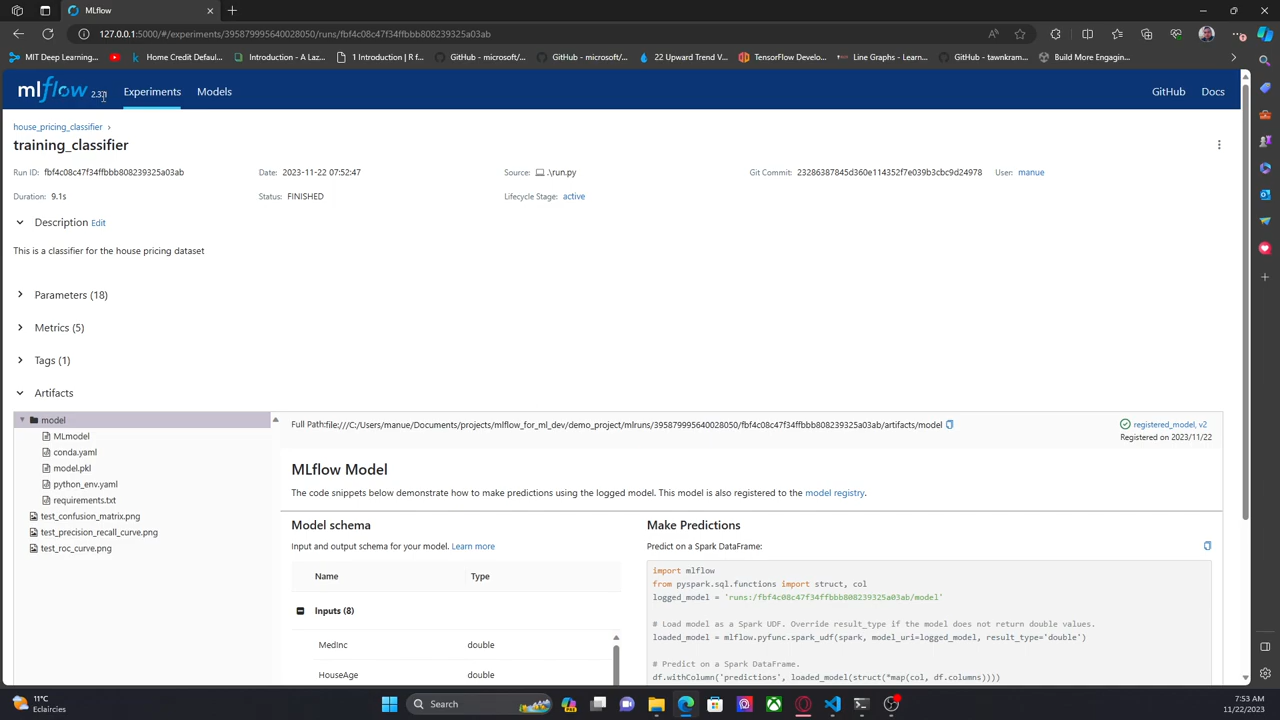 MLflow
127.0.0.1:5000/#/experiments/395879995640028050/runs/fbf4c08c47f34ffbbb808239325a03ab
MIT Deep Learning...
Home Credit Defaul...
Introduction - A Laz...
1 Introduction | R f...
GitHub - microsoft/...
GitHub - microsoft/...
22 Upward Trend V...
TensorFlow Develo...
Line Graphs - Learn...
GitHub - tawnkram...
Build More Engagin...
mlflow
Experiments
Models
GitHub
Docs
house_pricing_classifier
training_classifier
Run ID: fbf4c08c47f34ffbbb808239325a03ab
Date: 2023-11-22 07:52:47
Source: .\run.py
Git Commit: 23286387845d360e114352f7e039b3cbc9d24978
User: manue
Duration: 9.1s
Status: FINISHED
Lifecycle Stage: active
Description Edit
This is a classifier for the house pricing dataset
Parameters (18)
Metrics (5)
Tags (1)
Artifacts
model
MLmodel
conda.yaml
model.pkl
python_env.yaml
requirements.txt
test_confusion_matrix.png
test_precision_recall_curve.png
test_roc_curve.png
Full Path:file:///C:/Users/manue/Documents/projects/mlflow_for_ml_dev/demo_project/mlruns/395879995640028050/fbf4c08c47f34ffbbb808239325a03ab/artifacts/model
registered_model, v2
Registered on 2023/11/22
MLflow Model
The code snippets below demonstrate how to make predictions using the logged model. This model is also registered to the model registry.
Model schema
Input and output schema for your model. Learn more
Name
Type
Inputs (8)
MedInc
double
HouseAge
double
Make Predictions
Predict on a Spark DataFrame:
import mlflow
from pyspark.sql.functions import struct, col
logged_model = 'runs:/fbf4c08c47f34ffbbb808239325a03ab/model'
# Load model as a Spark UDF. Override result_type if the model does not return double values.
loaded_model = mlflow.pyfunc.spark_udf(spark, model_uri=logged_model, result_type='double')
# Predict on a Spark DataFrame.
df.withColumn('predictions', loaded_model(struct(*map(col, df.columns))))
11°C
Eclaircies
Search
7:53 AM
11/22/2023